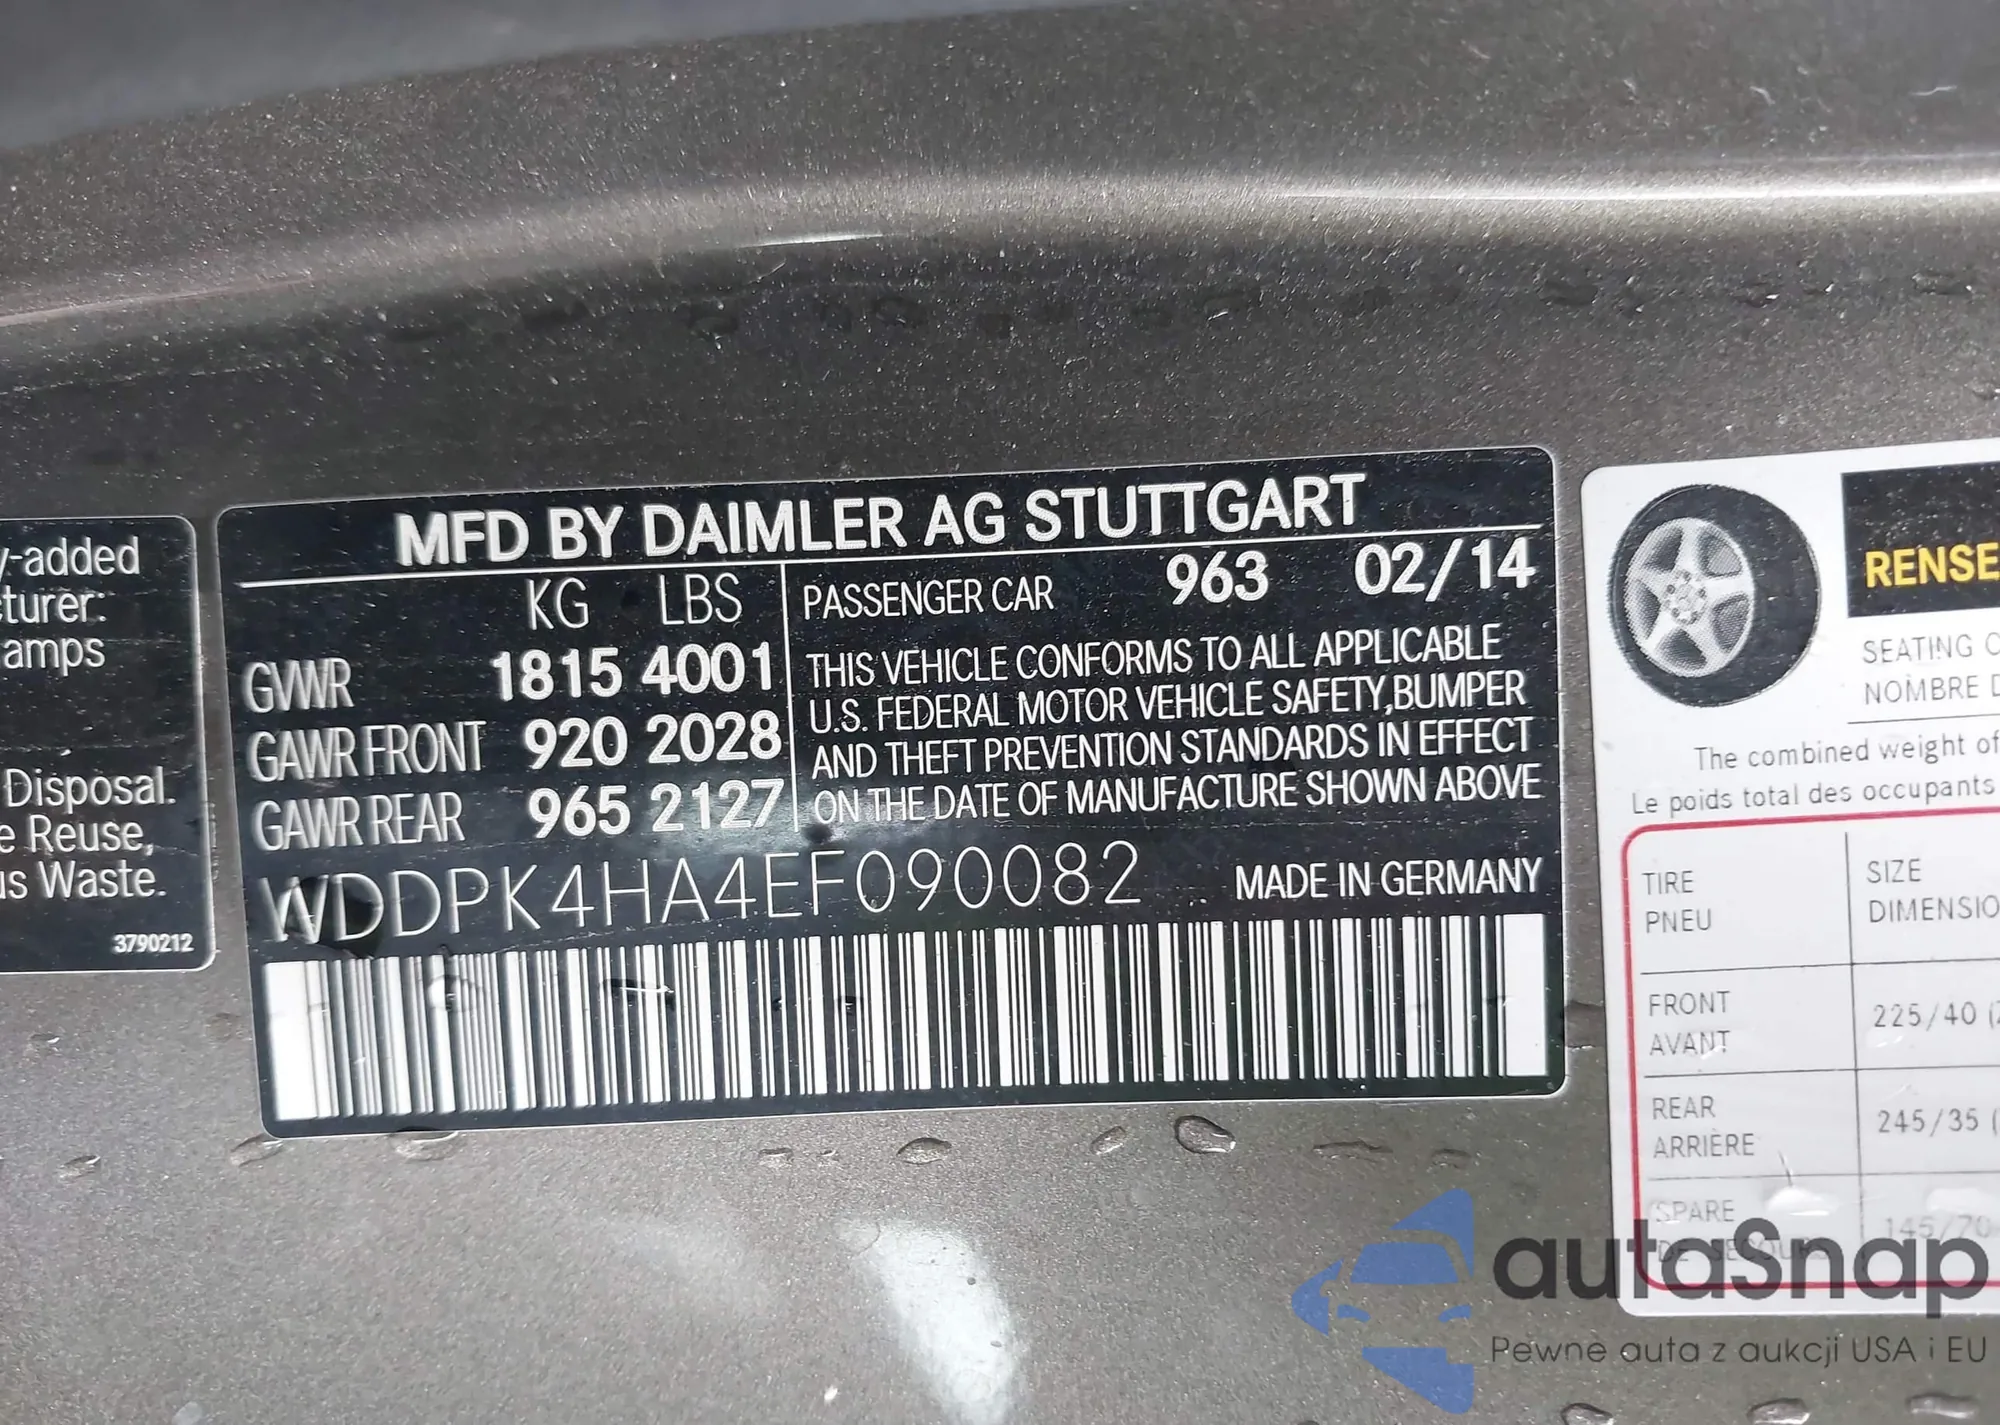 y-added
cturer:
amps
Disposal.
e Reuse,
us Waste.
3790212
MFD BY DAIMLER AG STUTTGART
KG LBS
GVWR 1815 4001
GAWR FRONT 920 2028
GAWR REAR 965 2127
PASSENGER CAR 963 02/14
THIS VEHICLE CONFORMS TO ALL APPLICABLE
U.S. FEDERAL MOTOR VEHICLE SAFETY,BUMPER
AND THEFT PREVENTION STANDARDS IN EFFECT
ON THE DATE OF MANUFACTURE SHOWN ABOVE
WDDPK4HA4EF090082
MADE IN GERMANY
RENSE
SEATING
NOMBRE D
The combined weight of
Le poids total des occupants
TIRE
PNEU
SIZE
DIMENSIO
FRONT
AVANT
225/40 (
REAR
ARRIÈRE
245/35 (
SPARE
DE SECOURS
145/70
autaSnap
Pewne auta z aukcji USA i EU